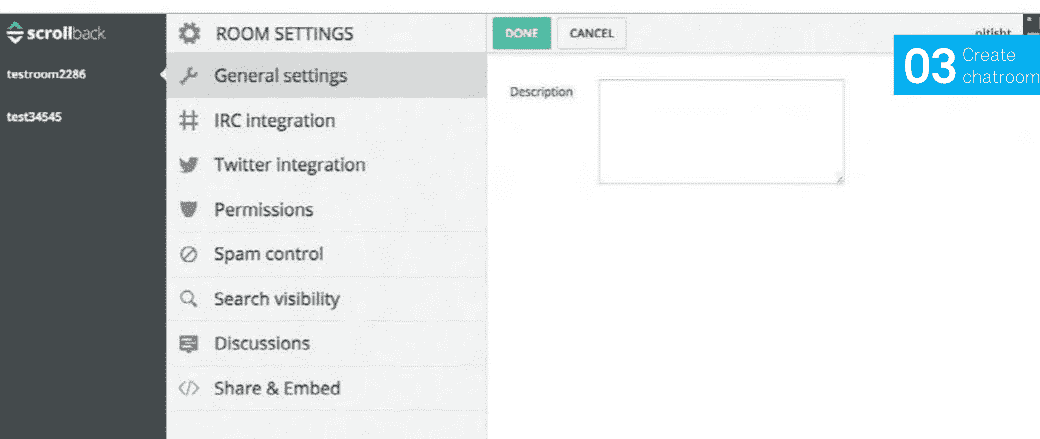 scrollback
testroom2286
test34545
ROOM SETTINGS
General settings
IRC integration
Twitter integration
Permissions
Spam control
Search visibility
Discussions
Share & Embed
DONE
CANCEL
Description
03 Create
chatroom